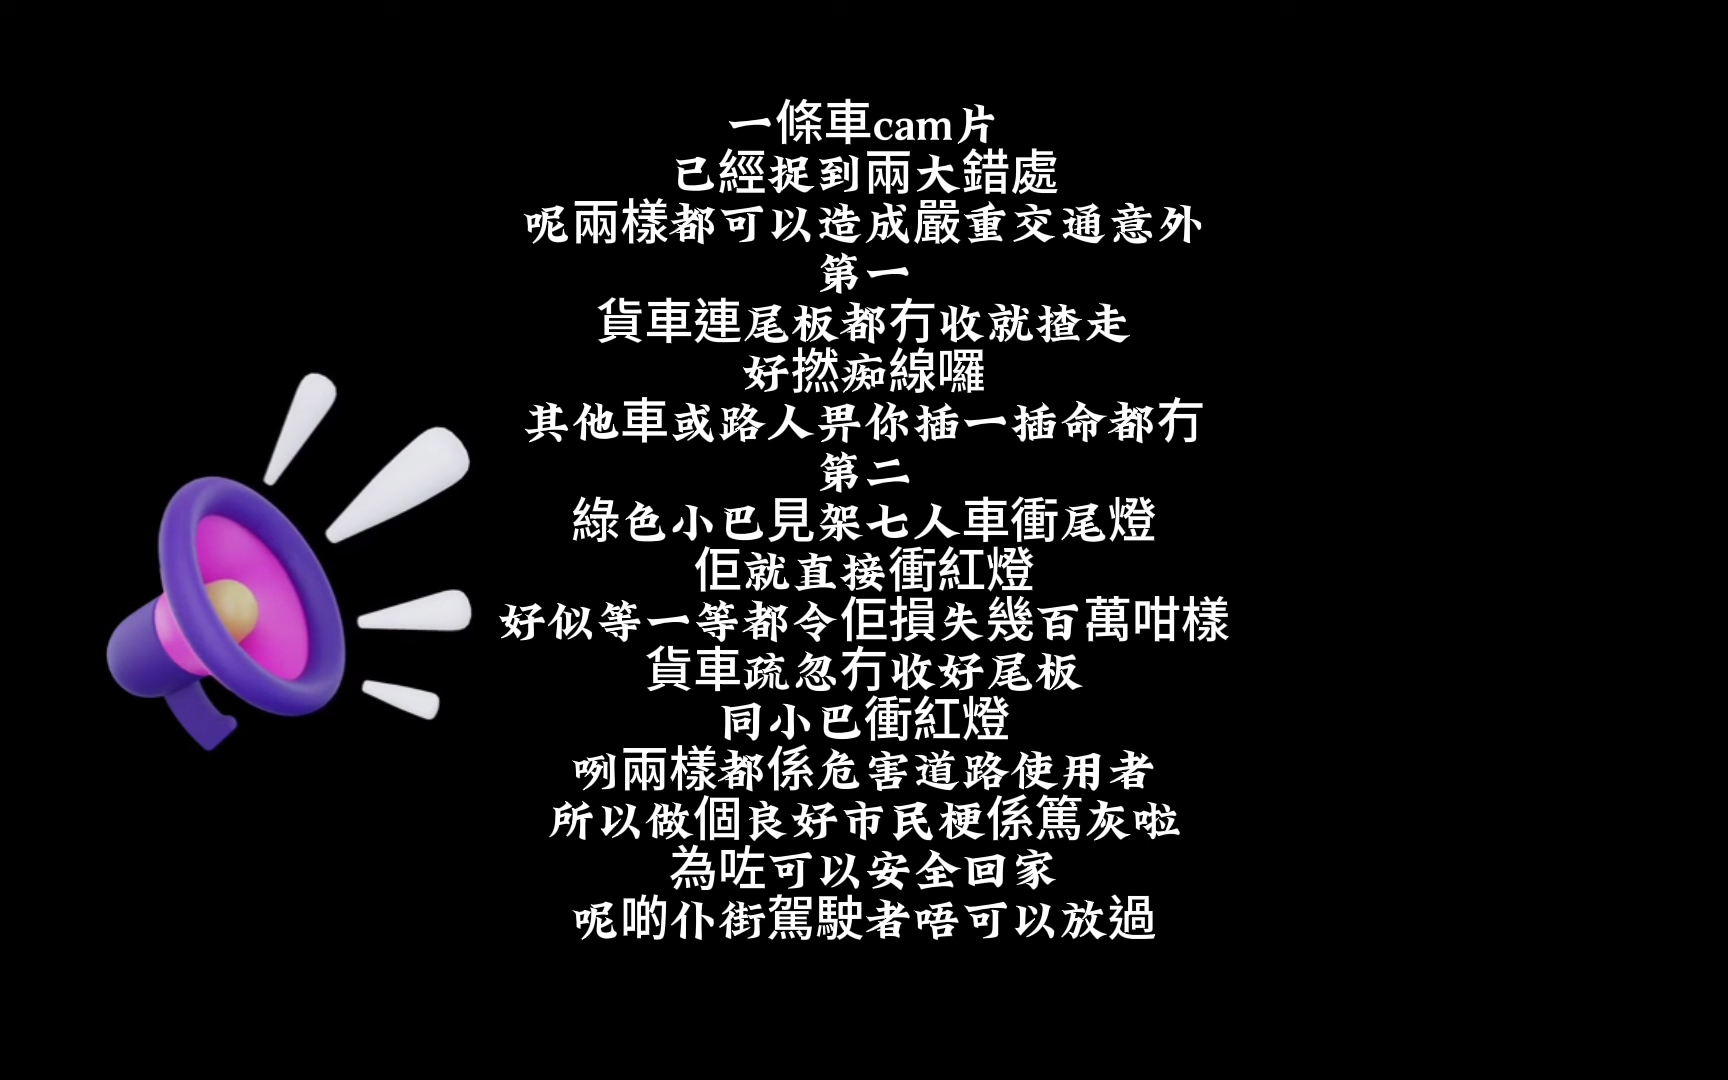 一條車cam片
已經捉到兩大錯處
呢兩樣都可以造成嚴重交通意外
第一
貨車連尾板都冇收就揸走
好撚痴線囉
其他車或路人畀你插一插命都冇
第二
綠色小巴見架七人車衝尾燈
佢就直接衝紅燈
好似等一等都令佢損失幾百萬咁樣
貨車疏忽冇收好尾板
同小巴衝紅燈
咧兩樣都係危害道路使用者
所以做個良好市民梗係篤灰啦
為咗可以安全回家
呢啲仆街駕駛者唔可以放過